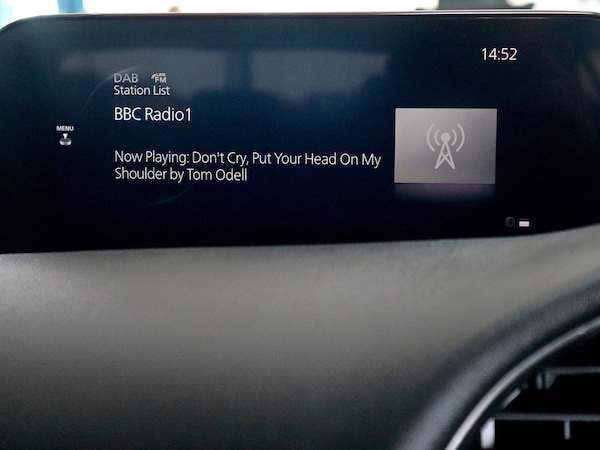 14:52
DAB FM
Station List
BBC Radio1
MENU
Now Playing: Don't Cry, Put Your Head On My
Shoulder by Tom Odell